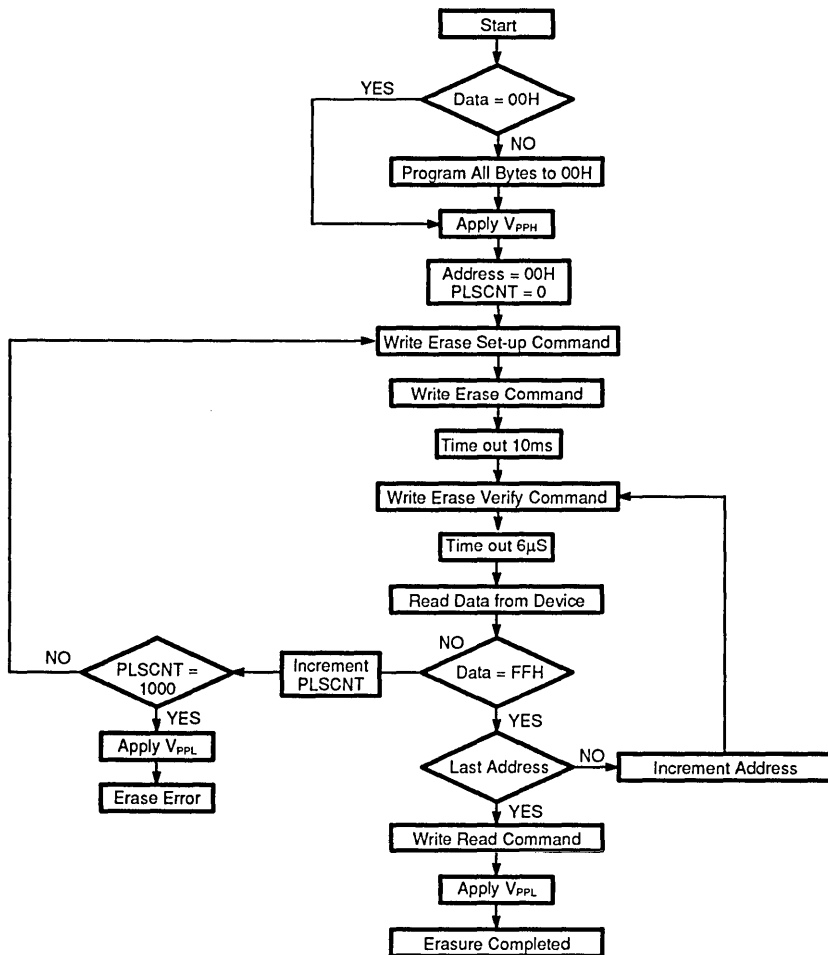 Start
YES
Data = 00H
NO
Program All Bytes to 00H
Apply VPPH
Address = 00H
PLSCNT = 0
Write Erase Set-up Command
Write Erase Command
Time out 10ms
Write Erase Verify Command
Time out 6µS
Read Data from Device
NO
PLSCNT =
1000
Increment
PLSCNT
NO
Data = FFH
YES
YES
Apply VPPL
Last Address
NO
Increment Address
Erase Error
YES
Write Read Command
Apply VPPL
Erasure Completed